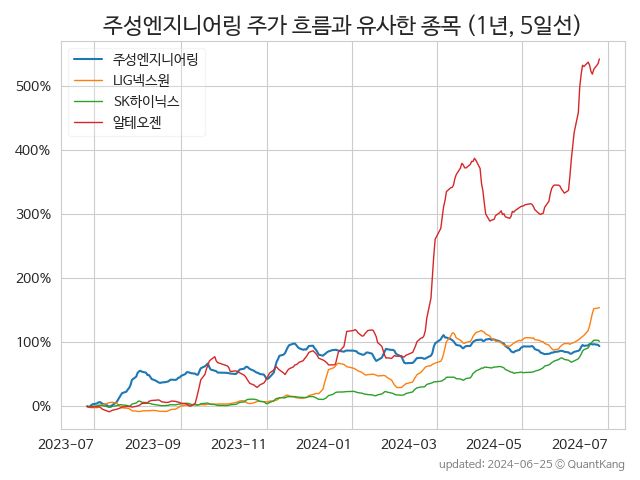 주성엔지니어링 주가 흐름과 유사한 종목 (1년, 5일선)
주성엔지니어링
LIG넥스원
SK하이닉스
알테오젠
500%
400%
300%
200%
100%
0%
2023-07 2023-09 2023-11 2024-01 2024-03 2024-05 2024-07
updated: 2024-06-25 © QuantKang